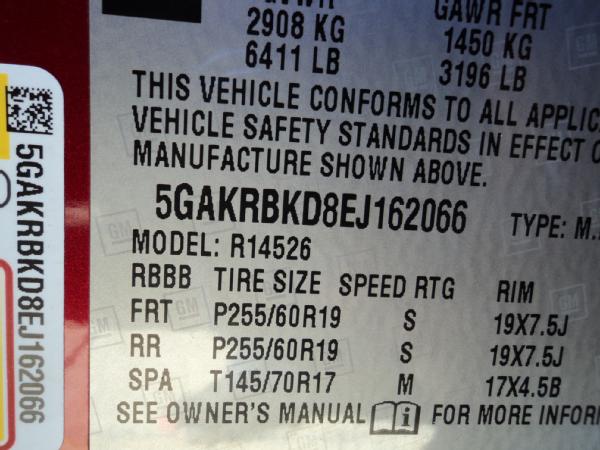 GAWR FRT
2908 KG
1450 KG
6411 LB
3196 LB
THIS VEHICLE CONFORMS TO ALL APPLIC
VEHICLE SAFETY STANDARDS IN EFFECT
MANUFACTURE SHOWN ABOVE.
5GAKRBKD8EJ162066 TYPE: M.
MODEL: R14526
RBBB TIRE SIZE SPEED RTG RIM
FRT P255/60R19 S 19X7.5J
RR P255/60R19 S 19X7.5J
SPA T145/70R17 M 17X4.5B
SEE OWNER'S MANUAL i FOR MORE INFOR
5GAKRBKD8EJ162066
GM